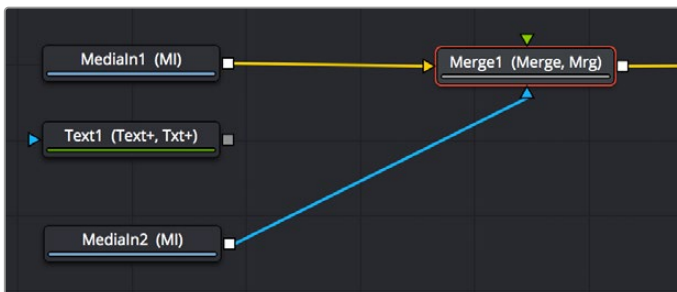 MediaIn1 (MI)
Merge1 (Merge, Mrg)
Text1 (Text+, Txt+)
MediaIn2 (MI)